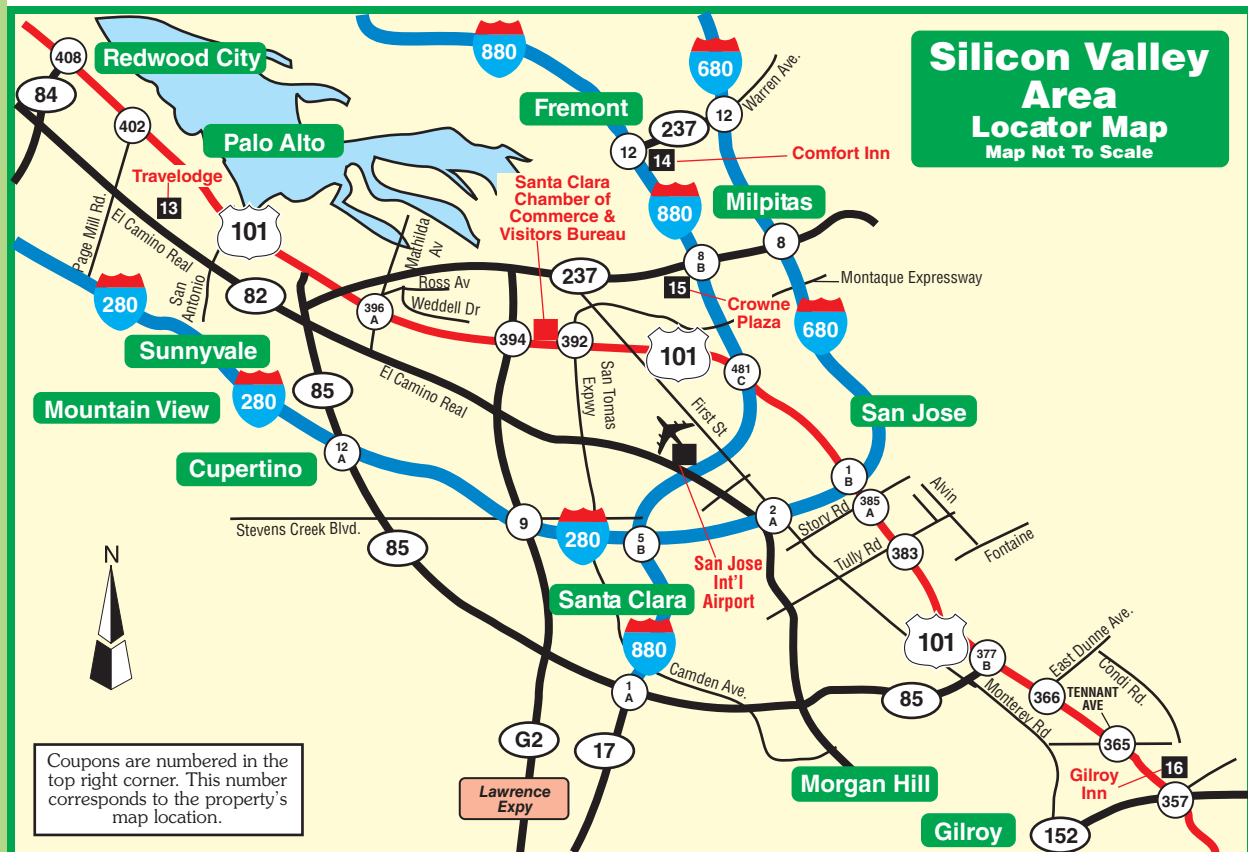 Silicon Valley
Area
Locator Map
Map Not To Scale
408
Redwood City
84
402
Palo Alto
Travelodge
13
Page Mill Rd.
El Camino Real
101
San
Antonio
82
280
Sunnyvale
Mountain View
280
Cupertino
880
Fremont
680
12
Warren Ave.
237
12
14
Comfort Inn
880
Milpitas
8
8
B
15
Crowne
Plaza
Montaque Expressway
680
Santa Clara
Chamber of
Commerce &
Visitors Bureau
Mathilda
Av
237
Ross Av
Weddell Dr
396
A
394
392
101
481
C
El Camino Real
San Tomas
Expwy
First St
San Jose
85
12
A
Stevens Creek Blvd.
9
280
5
B
2
A
1
B
385
A
Story Rd
Alvin
Tully Rd
383
Fontaine
85
San Jose
Int'l
Airport
Santa Clara
880
1
A
Camden Ave.
101
377
B
85
Monterey Rd
366
East Dunne Ave.
Condi Rd.
TENNANT
AVE
365
16
Gilroy
Inn
357
Morgan Hill
Gilroy
152
G2
17
Lawrence
Expy
N
Coupons are numbered in the
top right corner. This number
corresponds to the property's
map location.